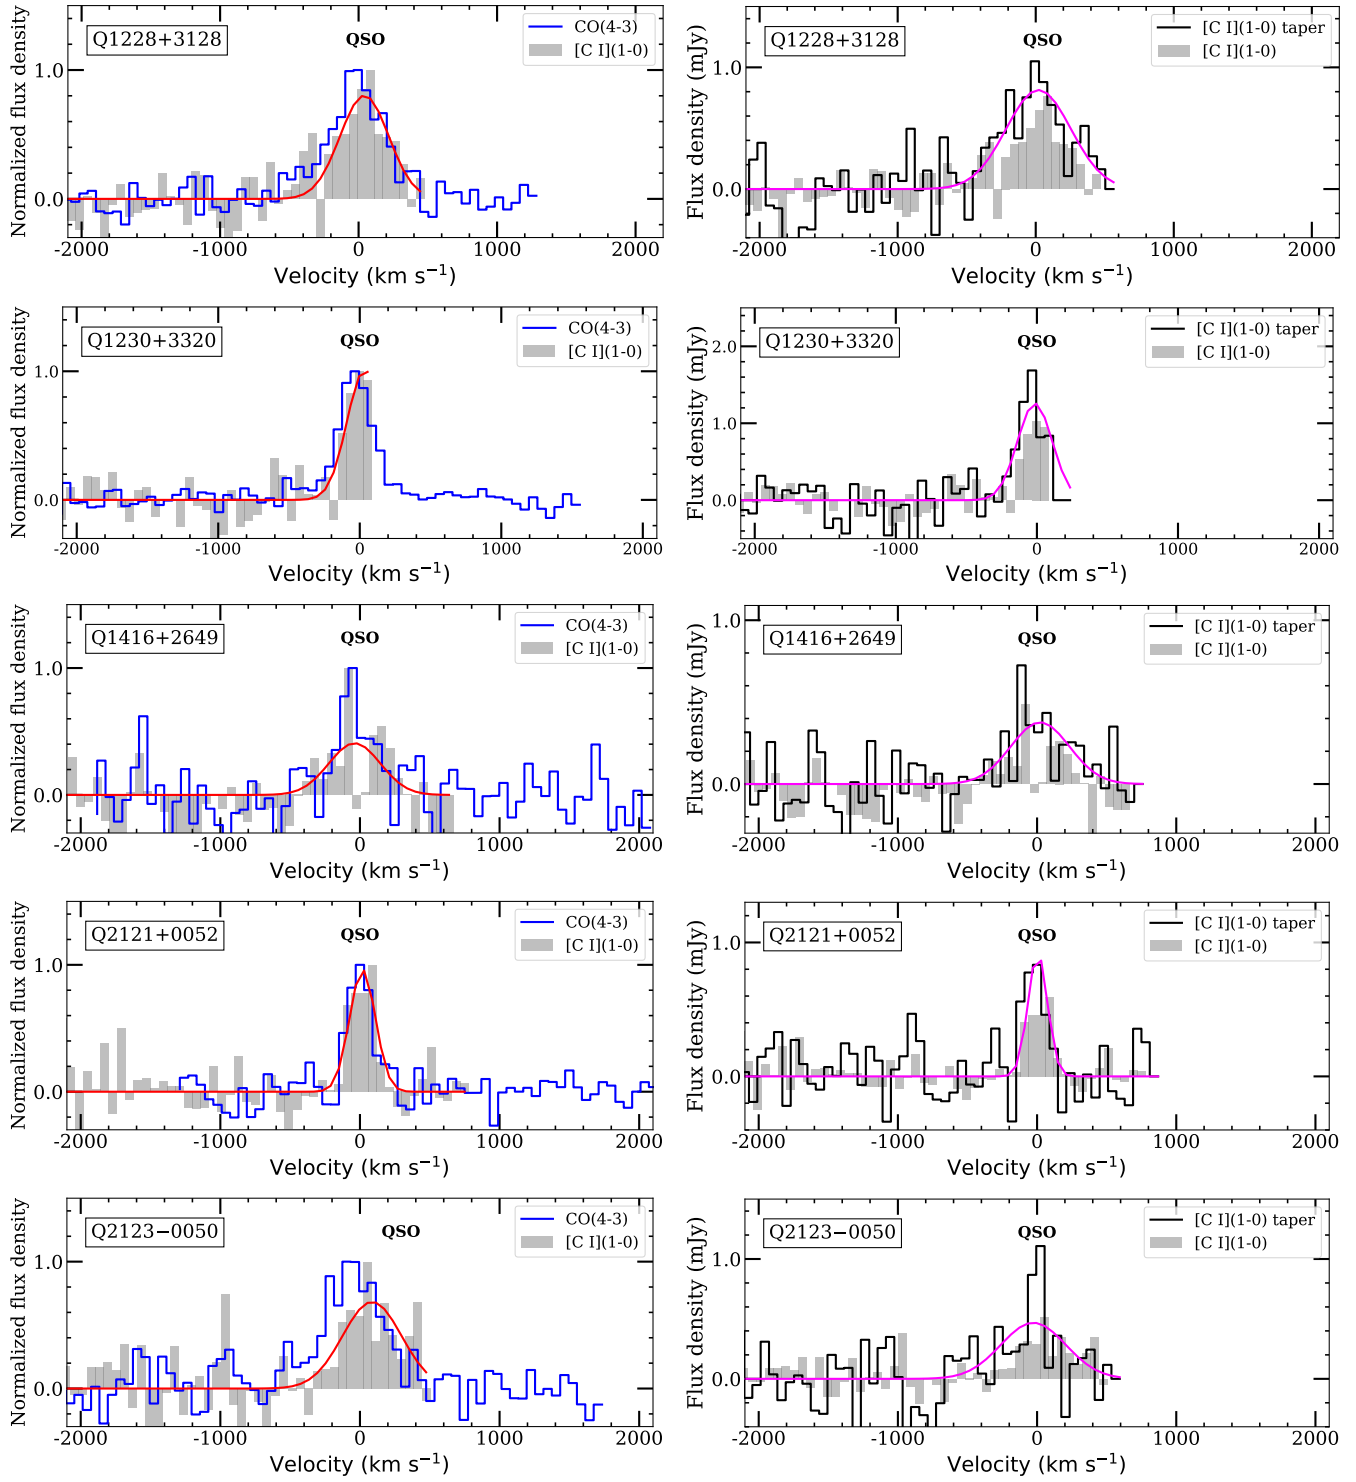 Q1228+3128
QSO
CO(4-3)
[C I](1-0)
Normalized flux density
1.0
0.0
-2000 -1000 0 1000 2000
Velocity (km s⁻¹)
Q1228+3128
QSO
[C I](1-0) taper
[C I](1-0)
Flux density (mJy)
1.0
0.0
-2000 -1000 0 1000 2000
Velocity (km s⁻¹)
Q1230+3320
QSO
CO(4-3)
[C I](1-0)
Normalized flux density
1.0
0.0
-2000 -1000 0 1000 2000
Velocity (km s⁻¹)
Q1230+3320
QSO
[C I](1-0) taper
[C I](1-0)
Flux density (mJy)
2.0
1.0
0.0
-2000 -1000 0 1000 2000
Velocity (km s⁻¹)
Q1416+2649
QSO
CO(4-3)
[C I](1-0)
Normalized flux density
1.0
0.0
-2000 -1000 0 1000 2000
Velocity (km s⁻¹)
Q1416+2649
QSO
[C I](1-0) taper
[C I](1-0)
Flux density (mJy)
1.0
0.0
-2000 -1000 0 1000 2000
Velocity (km s⁻¹)
Q2121+0052
QSO
CO(4-3)
[C I](1-0)
Normalized flux density
1.0
0.0
-2000 -1000 0 1000 2000
Velocity (km s⁻¹)
Q2121+0052
QSO
[C I](1-0) taper
[C I](1-0)
Flux density (mJy)
1.0
0.0
-2000 -1000 0 1000 2000
Velocity (km s⁻¹)
Q2123−0050
QSO
CO(4-3)
[C I](1-0)
Normalized flux density
1.0
0.0
-2000 -1000 0 1000 2000
Velocity (km s⁻¹)
Q2123−0050
QSO
[C I](1-0) taper
[C I](1-0)
Flux density (mJy)
1.0
0.0
-2000 -1000 0 1000 2000
Velocity (km s⁻¹)